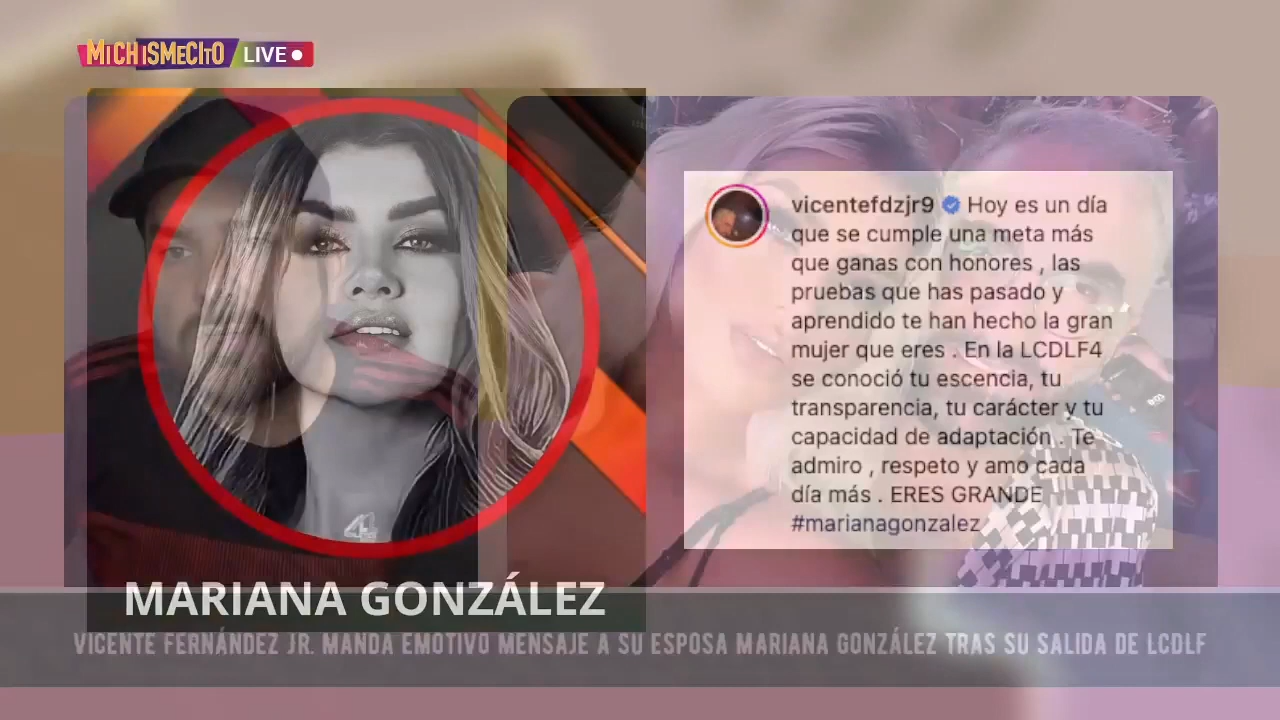 MICHISMECITO LIVE
vicentefdzjr9 Hoy es un día
que se cumple una meta más
que ganas con honores , las
pruebas que has pasado y
aprendido te han hecho la gran
mujer que eres . En la LCDLF4
se conoció tu escencia, tu
transparencia, tu carácter y tu
capacidad de adaptación . Te
admiro , respeto y amo cada
día más . ERES GRANDE
#marianagonzalez
4
MARIANA GONZÁLEZ
VICENTE FERNÁNDEZ JR. MANDA EMOTIVO MENSAJE A SU ESPOSA MARIANA GONZÁLEZ TRAS SU SALIDA DE LCDLF